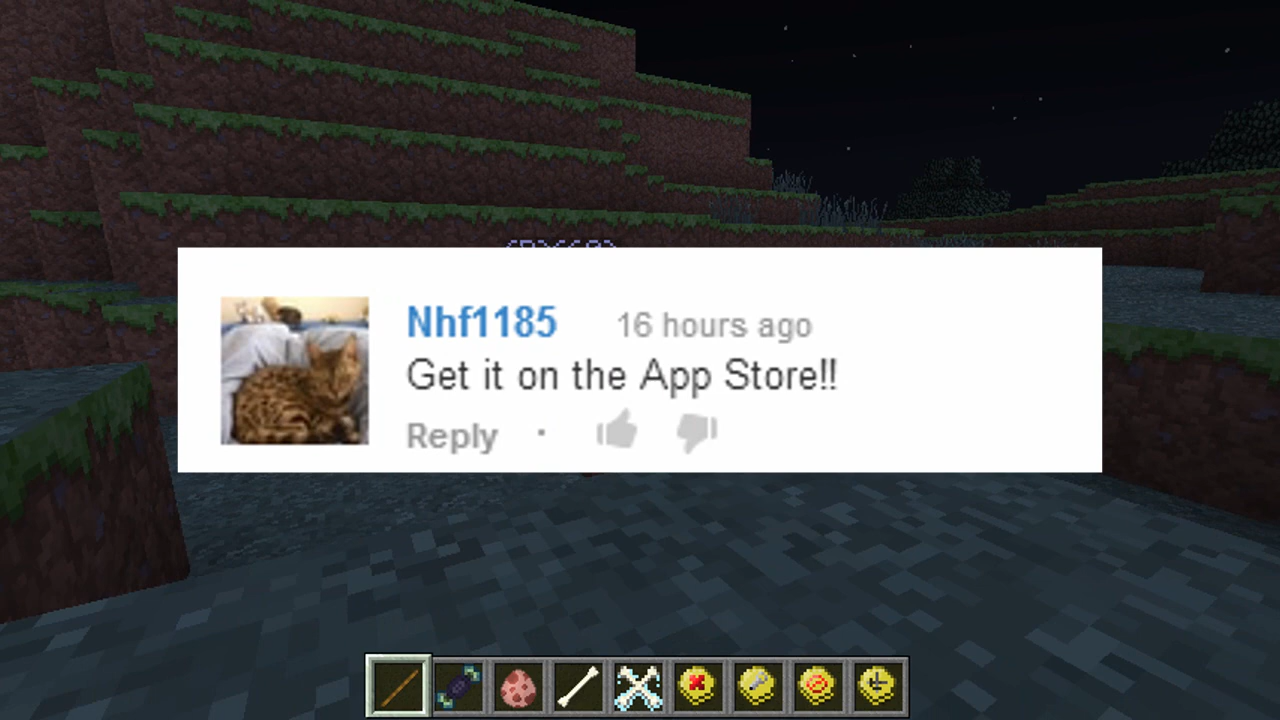 Nhf1185 16 hours ago
Get it on the App Store!!
Reply ·